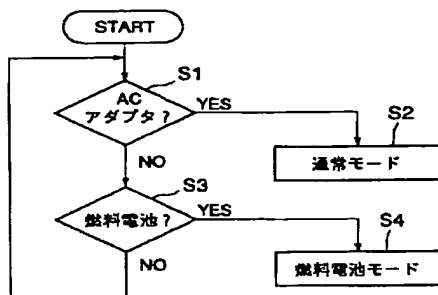 START
S1
AC
アダプタ?
YES
S2
通常モード
NO
S3
燃料電池?
YES
S4
燃料電池モード
NO